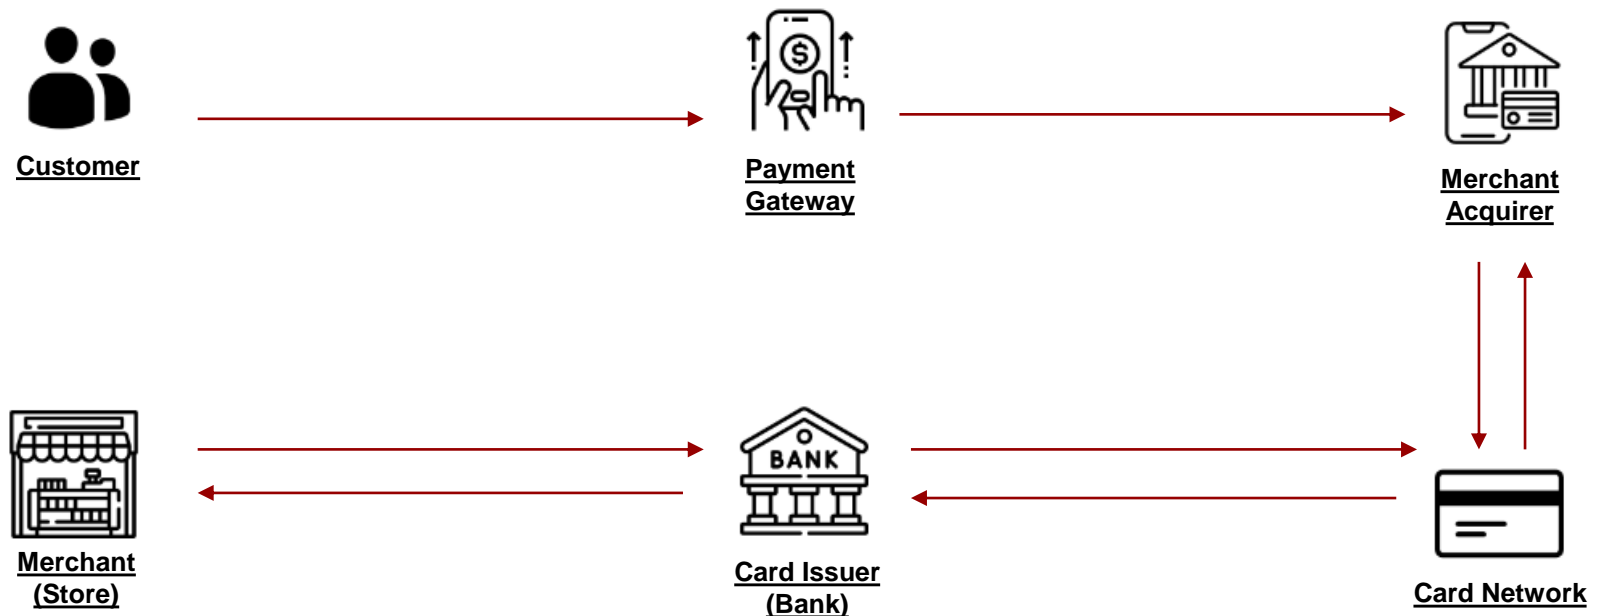 $
Customer
Payment
Gateway
Merchant
Acquirer
BANK
Merchant
(Store)
Card Issuer
(Bank)
Card Network